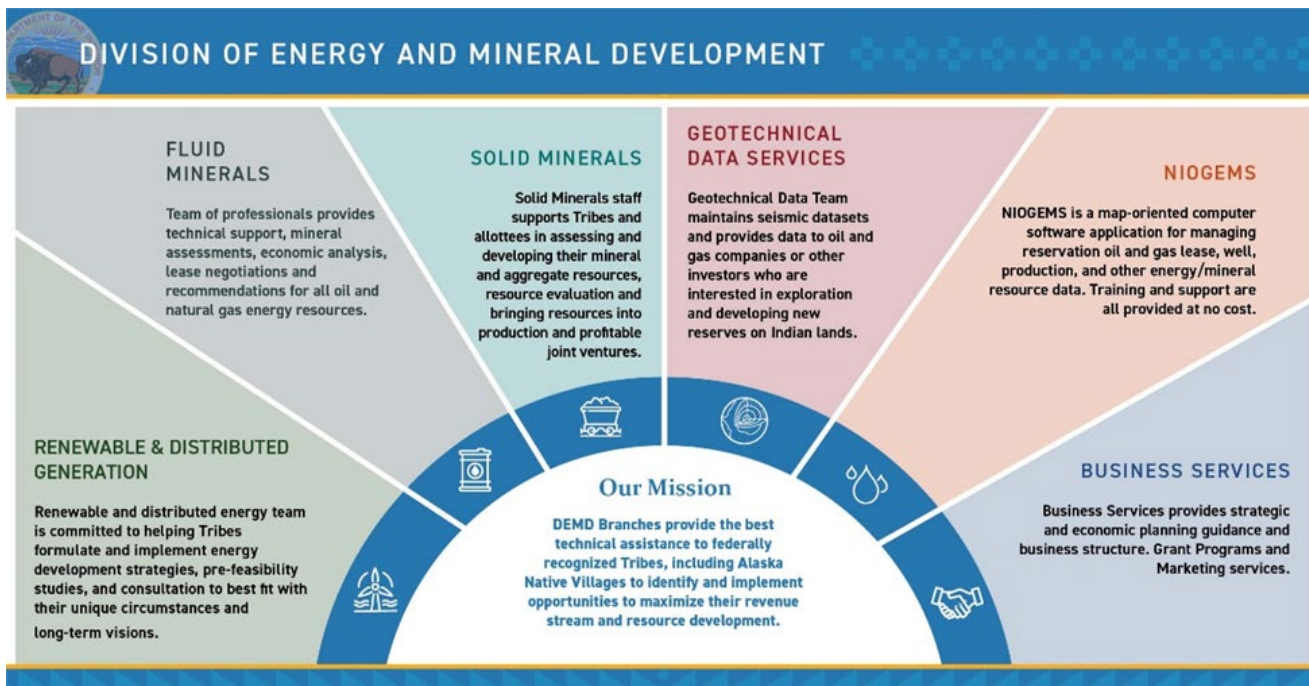 DEPARTMENT OF THE
DIVISION OF ENERGY AND MINERAL DEVELOPMENT
RENEWABLE & DISTRIBUTED
GENERATION
Renewable and distributed energy team
is committed to helping Tribes
formulate and implement energy
development strategies, pre-feasibility
studies, and consultation to best fit with
their unique circumstances and
long-term visions.
FLUID
MINERALS
Team of professionals provides
technical support, mineral
assessments, economic analysis,
lease negotiations and
recommendations for all oil and
natural gas energy resources.
SOLID MINERALS
Solid Minerals staff
supports Tribes and
allottees in assessing and
developing their mineral
and aggregate resources,
resource evaluation and
bringing resources into
production and profitable
joint ventures.
GEOTECHNICAL
DATA SERVICES
Geotechnical Data Team
maintains seismic datasets
and provides data to oil and
gas companies or other
investors who are
interested in exploration
and developing new
reserves on Indian lands.
NIOGEMS
NIOGEMS is a map-oriented computer
software application for managing
reservation oil and gas lease, well,
production, and other energy/mineral
resource data. Training and support are
all provided at no cost.
BUSINESS SERVICES
Business Services provides strategic
and economic planning guidance and
business structure. Grant Programs and
Marketing services.
Our Mission
DEMD Branches provide the best
technical assistance to federally
recognized Tribes, including Alaska
Native Villages to identify and implement
opportunities to maximize their revenue
stream and resource development.